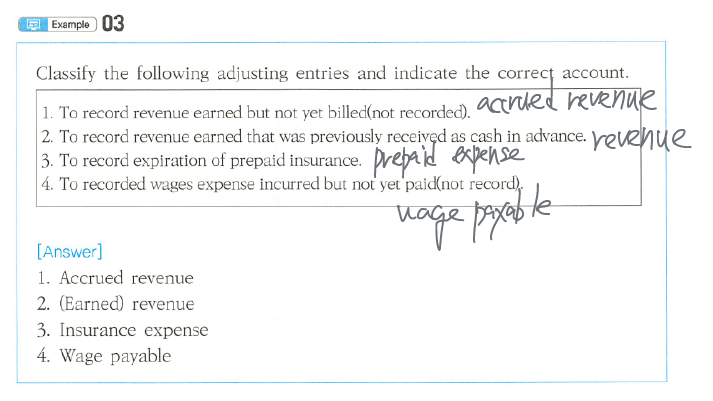 Example 03
Classify the following adjusting entries and indicate the correct account.
1. To record revenue earned but not yet billed(not recorded). accrued revenue
2. To record revenue earned that was previously received as cash in advance. revenue
3. To record expiration of prepaid insurance. prepaid expense
4. To recorded wages expense incurred but not yet paid(not record).
wage payable
[Answer]
1. Accrued revenue
2. (Earned) revenue
3. Insurance expense
4. Wage payable